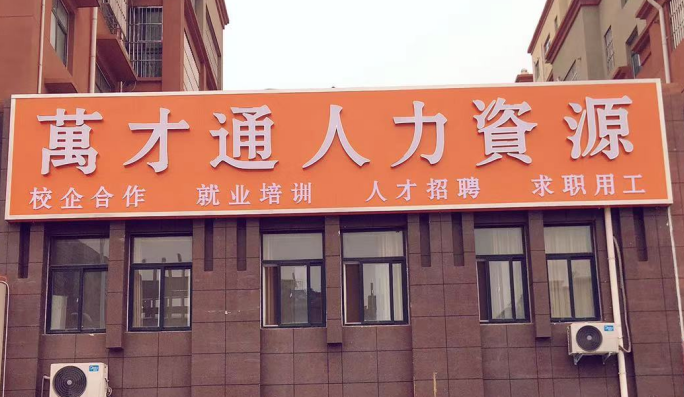 萬才通人力資源
校企合作 就业培训 人才招聘 求职用工